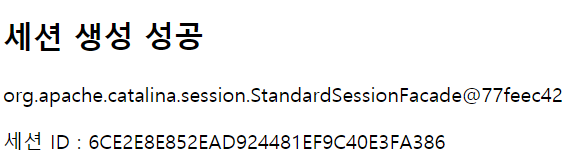 세션 생성 성공
org.apache.catalina.session.StandardSessionFacade@77feec42
세션 ID : 6CE2E8E852EAD924481EF9C40E3FA386